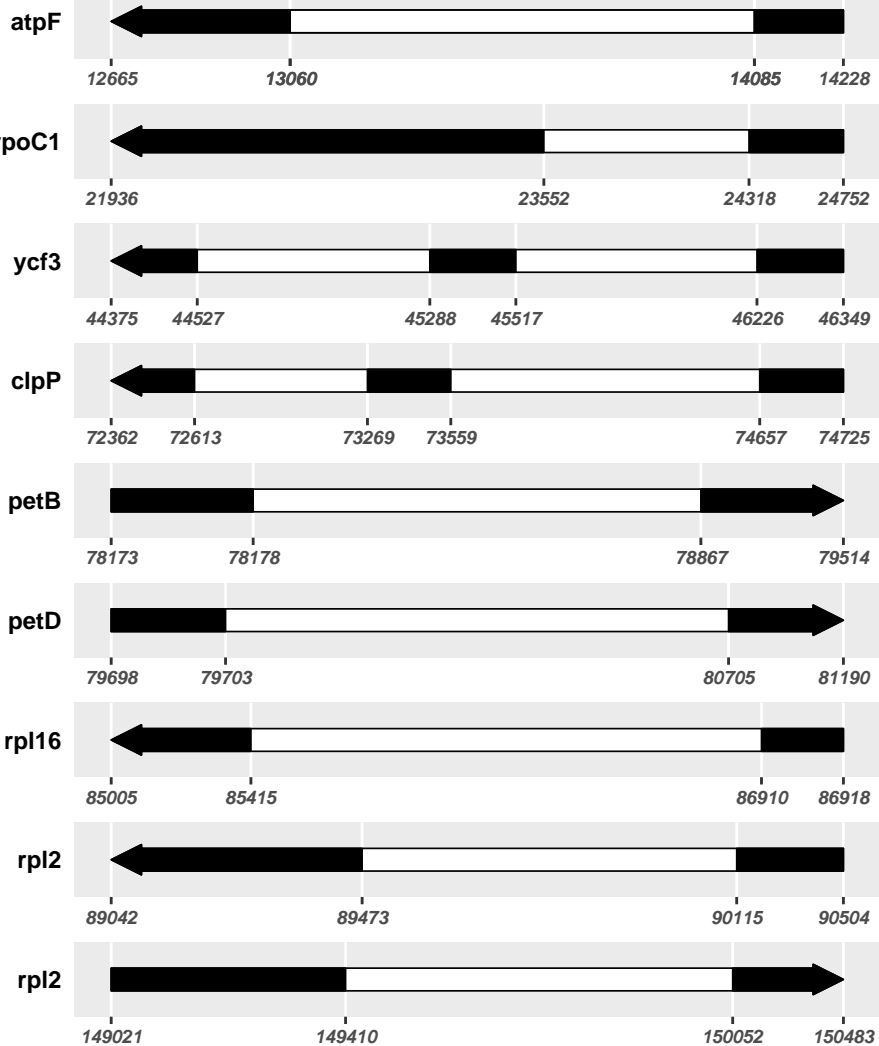 atpF
12665 13060 14085 14228
poC1
21936 23552 24318 24752
ycf3
44375 44527 45288 45517 46226 46349
clpP
72362 72613 73269 73559 74657 74725
petB
78173 78178 78867 79514
petD
79698 79703 80705 81190
rpl16
85005 85415 86910 86918
rpl2
89042 89473 90115 90504
rpl2
149021 149410 150052 150483